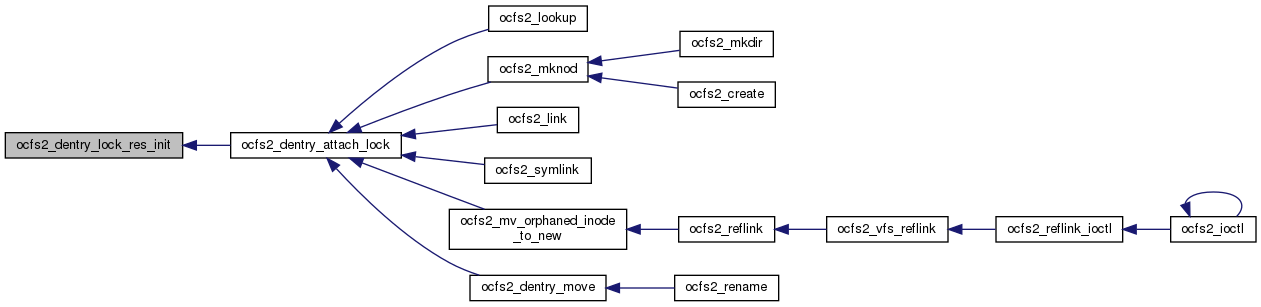 ocfs2_lookup
ocfs2_mkdir
ocfs2_mknod
ocfs2_create
ocfs2_link
ocfs2_dentry_lock_res_init
ocfs2_dentry_attach_lock
ocfs2_symlink
ocfs2_mv_orphaned_inode
_to_new
ocfs2_reflink
ocfs2_vfs_reflink
ocfs2_reflink_ioctl
ocfs2_ioctl
ocfs2_dentry_move
ocfs2_rename